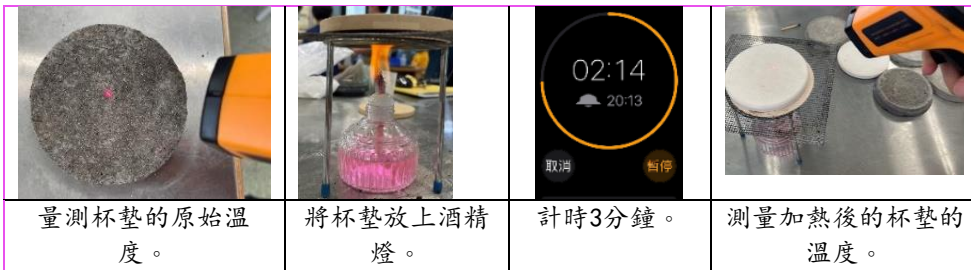 02:14
20:13
取消
暫停
量測杯墊的原始溫
度。
將杯墊放上酒精
燈。
計時3分鐘。
測量加熱後的杯墊的
溫度。